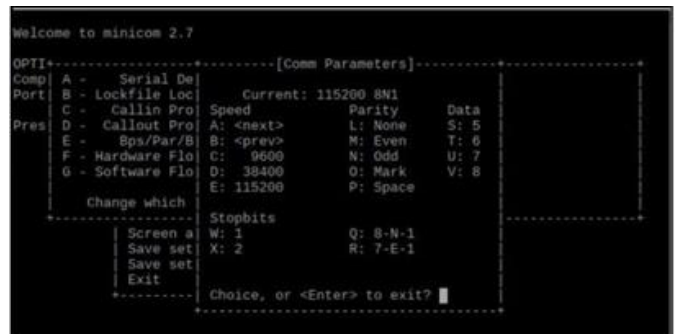 Welcome to minicom 2.7
OPTI+-----------------+---------[Comm Parameters]----------+----------------+
Comp| A -    Serial De|                                    |                |
Port| B - Lockfile Loc|     Current: 115200 8N1            |                |
    | C -   Callin Pro| Speed            Parity      Data  |                |
Pres| D -  Callout Pro| A: <next>        L: None     S: 5  |                |
    | E -    Bps/Par/B| B: <prev>        M: Even     T: 6  |                |
    | F - Hardware Flo| C:   9600        N: Odd      U: 7  |                |
    | G - Software Flo| D:  38400        O: Mark     V: 8  |                |
    |                 | E: 115200        P: Space          |                |
    |    Change which |                                    |                |
    +-----------------| Stopbits                           |----------------+
            | Screen a| W: 1             Q: 8-N-1          |
            | Save set| X: 2             R: 7-E-1          |
            | Save set|                                    |
            | Exit    |                                    |
            +---------| Choice, or <Enter> to exit?        |
                      +------------------------------------+